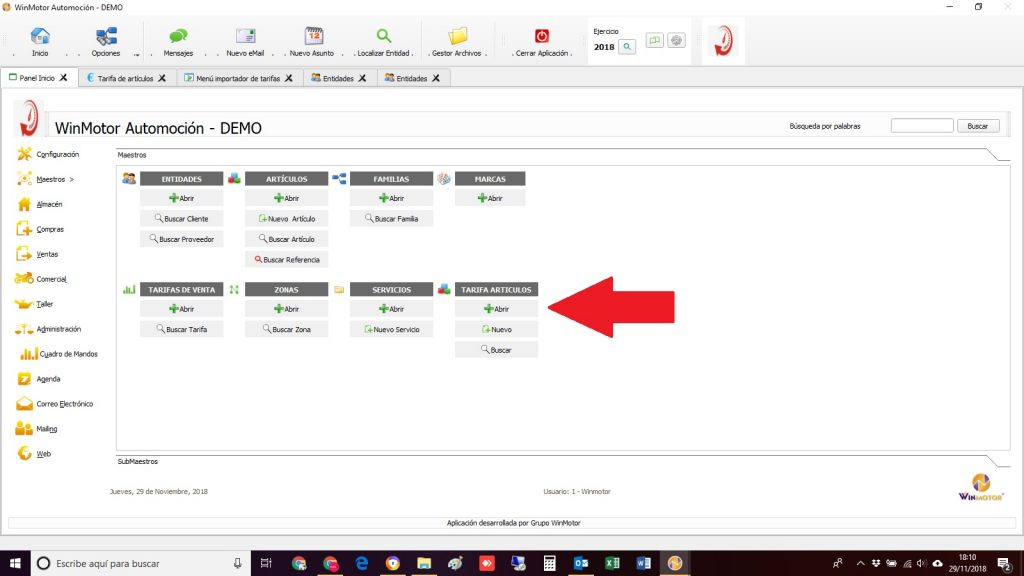 WinMotor Automoción - DEMO
Inicio
Opciones
Mensajes
Nuevo eMail
Nuevo Asunto
Localizar Entidad
Gestor Archivos
Cerrar Aplicación
Ejercicio
2018
Panel Inicio
Tarifa de artículos
Menú importador de tarifas
Entidades
Entidades
WinMotor Automoción - DEMO
Búsqueda por palabras
Buscar
Configuración
Maestros >
Almacén
Compras
Ventas
Comercial
Taller
Administración
Cuadro de Mandos
Agenda
Correo Electrónico
Mailing
Web
Maestros
ENTIDADES
Abrir
Buscar Cliente
Buscar Proveedor
ARTÍCULOS
Abrir
Nuevo Artículo
Buscar Artículo
Buscar Referencia
FAMILIAS
Abrir
Buscar Familia
MARCAS
Abrir
TARIFAS DE VENTA
Abrir
Buscar Tarifa
ZONAS
Abrir
Buscar Zona
SERVICIOS
Abrir
Nuevo Servicio
TARIFA ARTICULOS
Abrir
Nuevo
Buscar
SubMaestros
Jueves, 29 de Noviembre, 2018
Usuario: 1 - Winmotor
WINMOTOR
Aplicación desarrollada por Grupo WinMotor
Escribe aquí para buscar
18:10
29/11/2018